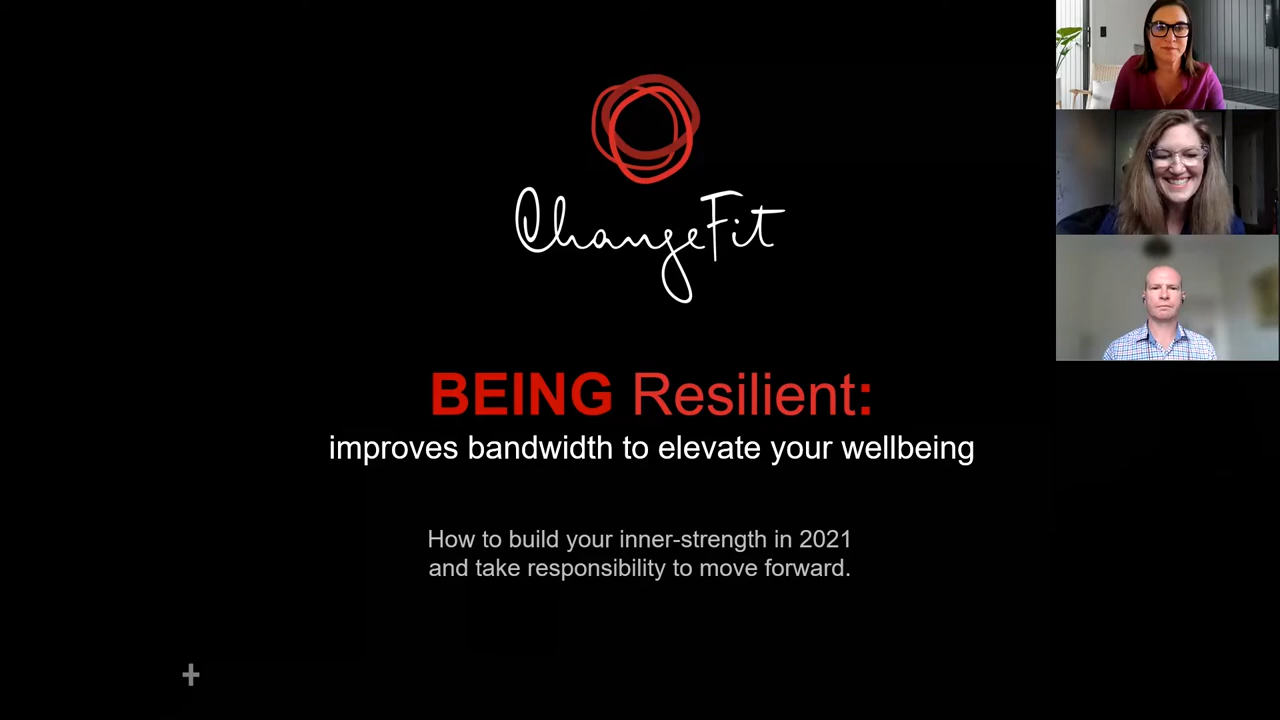 ChangeFit
BEING Resilient:
improves bandwidth to elevate your wellbeing
How to build your inner-strength in 2021
and take responsibility to move forward.
+